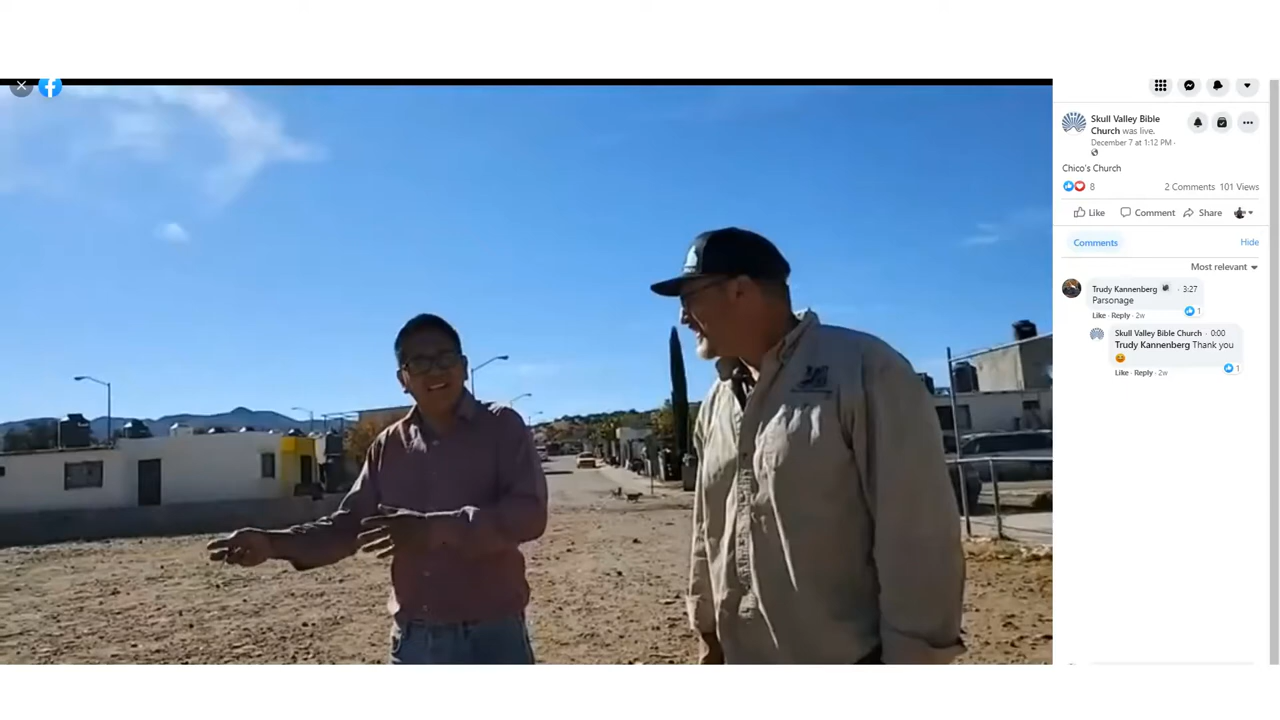 Skull Valley Bible
Church was live.
December 7 at 1:12 PM ·
Chico's Church
8
2 Comments 101 Views
Like Comment Share
Comments Hide
Most relevant
Trudy Kannenberg · 3:27
Parsonage
1
Like · Reply · 2w
Skull Valley Bible Church · 0:00
Trudy Kannenberg Thank you
😊
1
Like · Reply · 2w